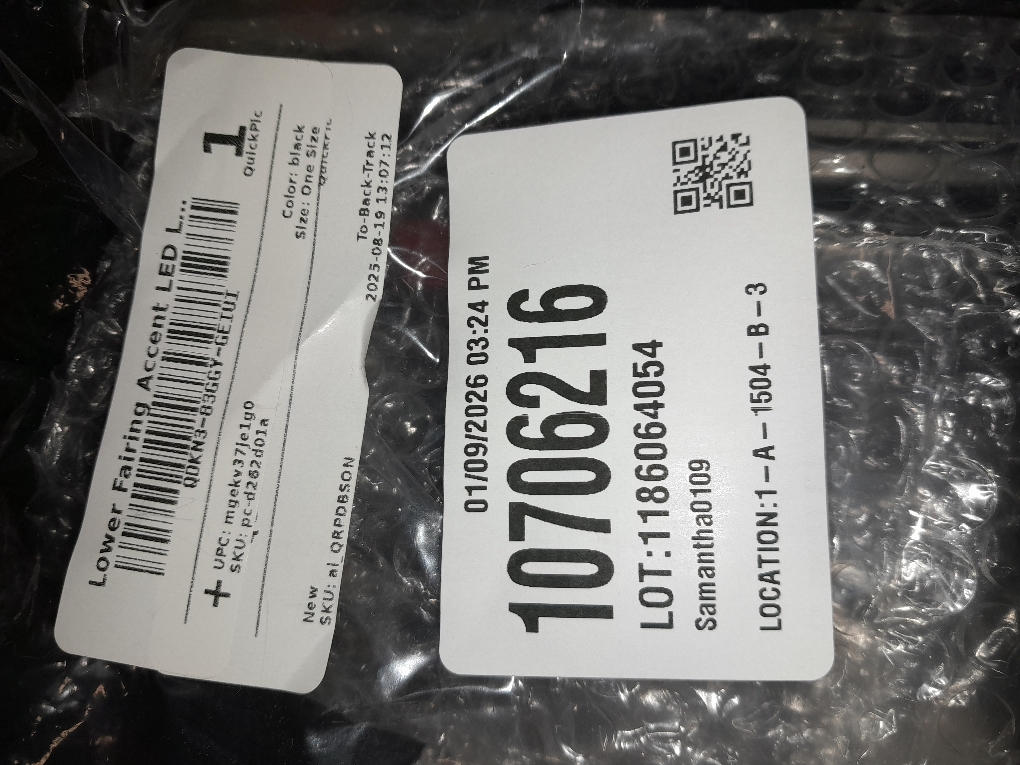 Lower Fairing Accent LED L...
QQKN3-83GGY-GEIUI
1
QuickPic
+
UPC: mgekv37je1go
SKU: pc-d282d01a
Color: black
Size: One Size
QuickPic
New
SKU: al_QRPDBSON
To-Back-Track
2025-08-19 13:07:12
01/09/2026 03:24 PM
10706216
LOT:1186064054
Samantha0109
LOCATION:1-A-1504-B-3